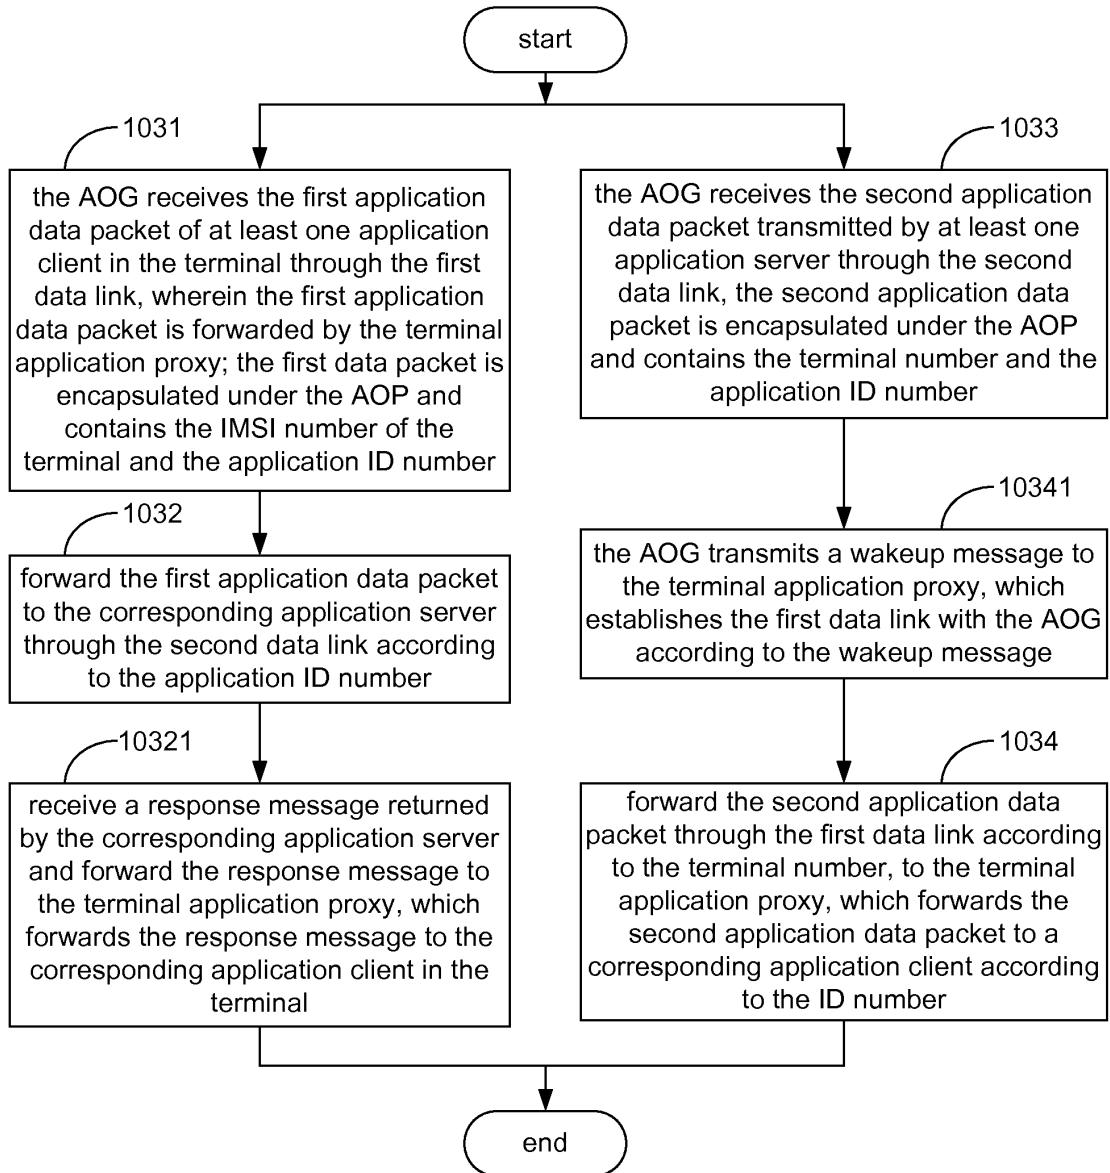 start
1031
the AOG receives the first application
data packet of at least one application
client in the terminal through the first
data link, wherein the first application
data packet is forwarded by the terminal
application proxy; the first data packet is
encapsulated under the AOP and
contains the IMSI number of the
terminal and the application ID number
1032
forward the first application data packet
to the corresponding application server
through the second data link according
to the application ID number
10321
receive a response message returned
by the corresponding application server
and forward the response message to
the terminal application proxy, which
forwards the response message to the
corresponding application client in the
terminal
1033
the AOG receives the second application
data packet transmitted by at least one
application server through the second
data link, the second application data
packet is encapsulated under the AOP
and contains the terminal number and the
application ID number
10341
the AOG transmits a wakeup message to
the terminal application proxy, which
establishes the first data link with the AOG
according to the wakeup message
1034
forward the second application data
packet through the first data link according
to the terminal number, to the terminal
application proxy, which forwards the
second application data packet to a
corresponding application client according
to the ID number
end